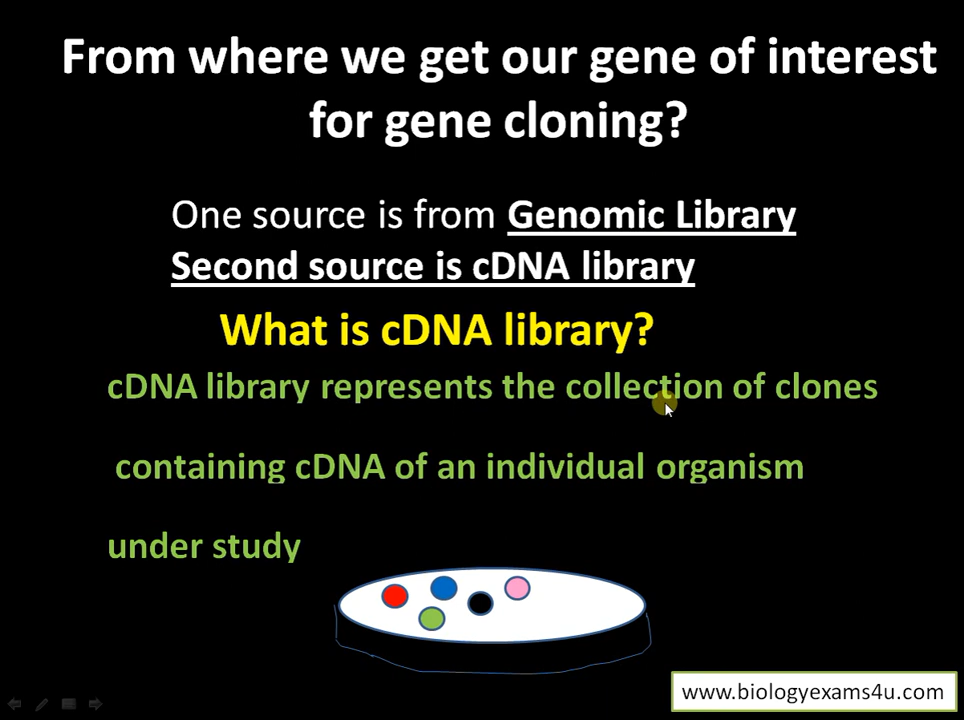 From where we get our gene of interest
for gene cloning?
One source is from Genomic Library
Second source is cDNA library
What is cDNA library?
cDNA library represents the collection of clones
containing cDNA of an individual organism
under study
www.biologyexams4u.com